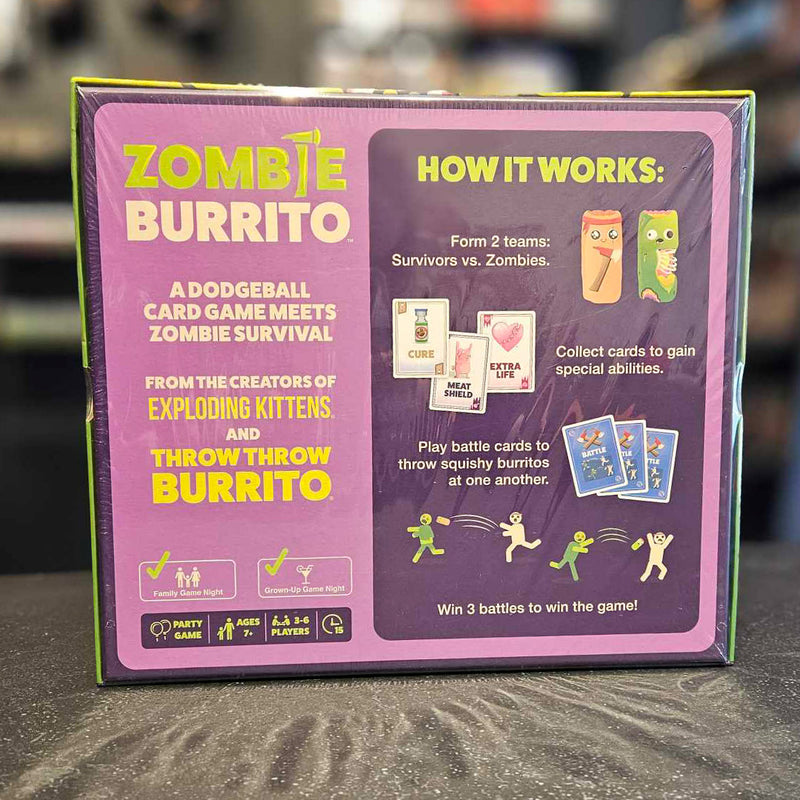 ZOMBIE
BURRITO™
A DODGEBALL
CARD GAME MEETS
ZOMBIE SURVIVAL
FROM THE CREATORS OF
EXPLODING KITTENS
AND
THROW THROW
BURRITO
Family Game Night
Grown-Up Game Night
PARTY
GAME
AGES
7+
3-6
PLAYERS
15
HOW IT WORKS:
Form 2 teams:
Survivors vs. Zombies.
CURE
MEAT
SHIELD
EXTRA
LIFE
Collect cards to gain
special abilities.
Play battle cards to
throw squishy burritos
at one another.
BATTLE
Win 3 battles to win the game!